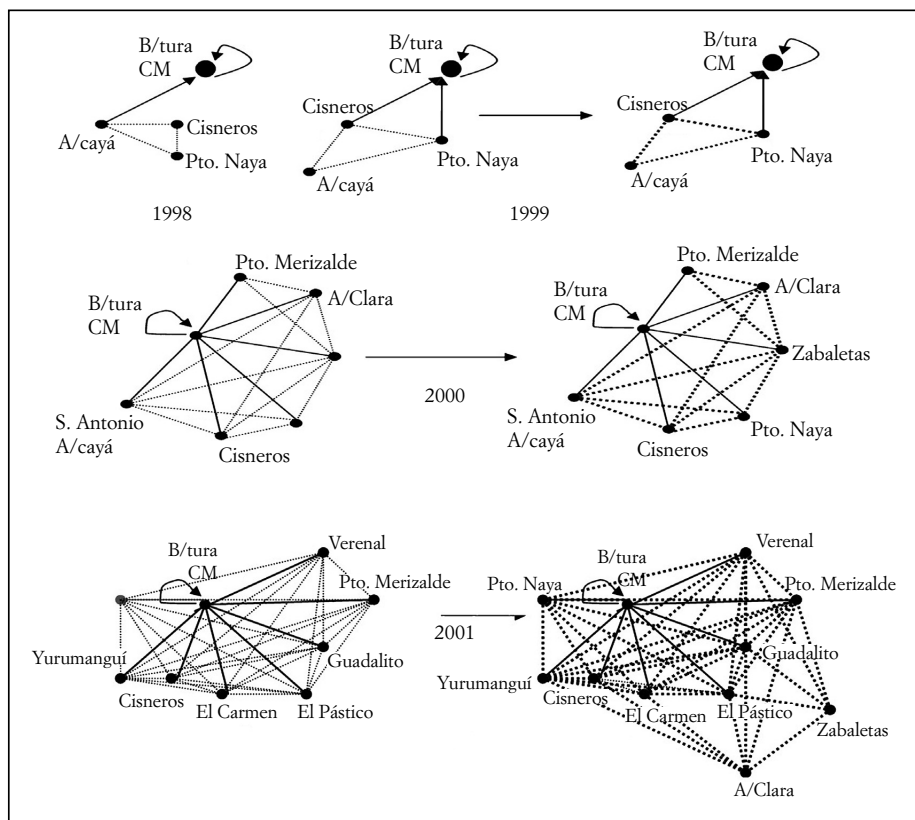 B/tura
CM
Cisneros
A/cayá
Pto. Naya
1998
B/tura
CM
Cisneros
Pto. Naya
A/cayá
1999
B/tura
CM
Cisneros
Pto. Naya
A/cayá
Pto. Merizalde
A/Clara
B/tura
CM
S. Antonio
A/cayá
Cisneros
2000
Pto. Merizalde
A/Clara
B/tura
CM
Zabaletas
S. Antonio
A/cayá
Pto. Naya
Cisneros
Verenal
B/tura
CM
Pto. Merizalde
Yurumanguí
Guadalito
Cisneros
El Carmen
El Pástico
2001
Verenal
B/tura
CM
Pto. Naya
Pto. Merizalde
Guadalito
Yurumanguí
Cisneros
El Carmen
El Pástico
Zabaletas
A/Clara